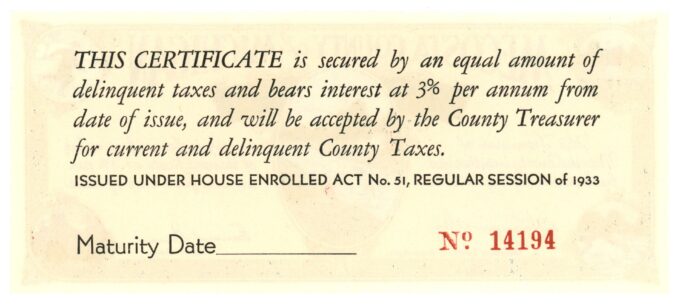 THIS CERTIFICATE is secured by an equal amount of
delinquent taxes and bears interest at 3% per annum from
date of issue, and will be accepted by the County Treasurer
for current and delinquent County Taxes.
ISSUED UNDER HOUSE ENROLLED ACT No. 51, REGULAR SESSION of 1933
Maturity Date____________ Nº 14194